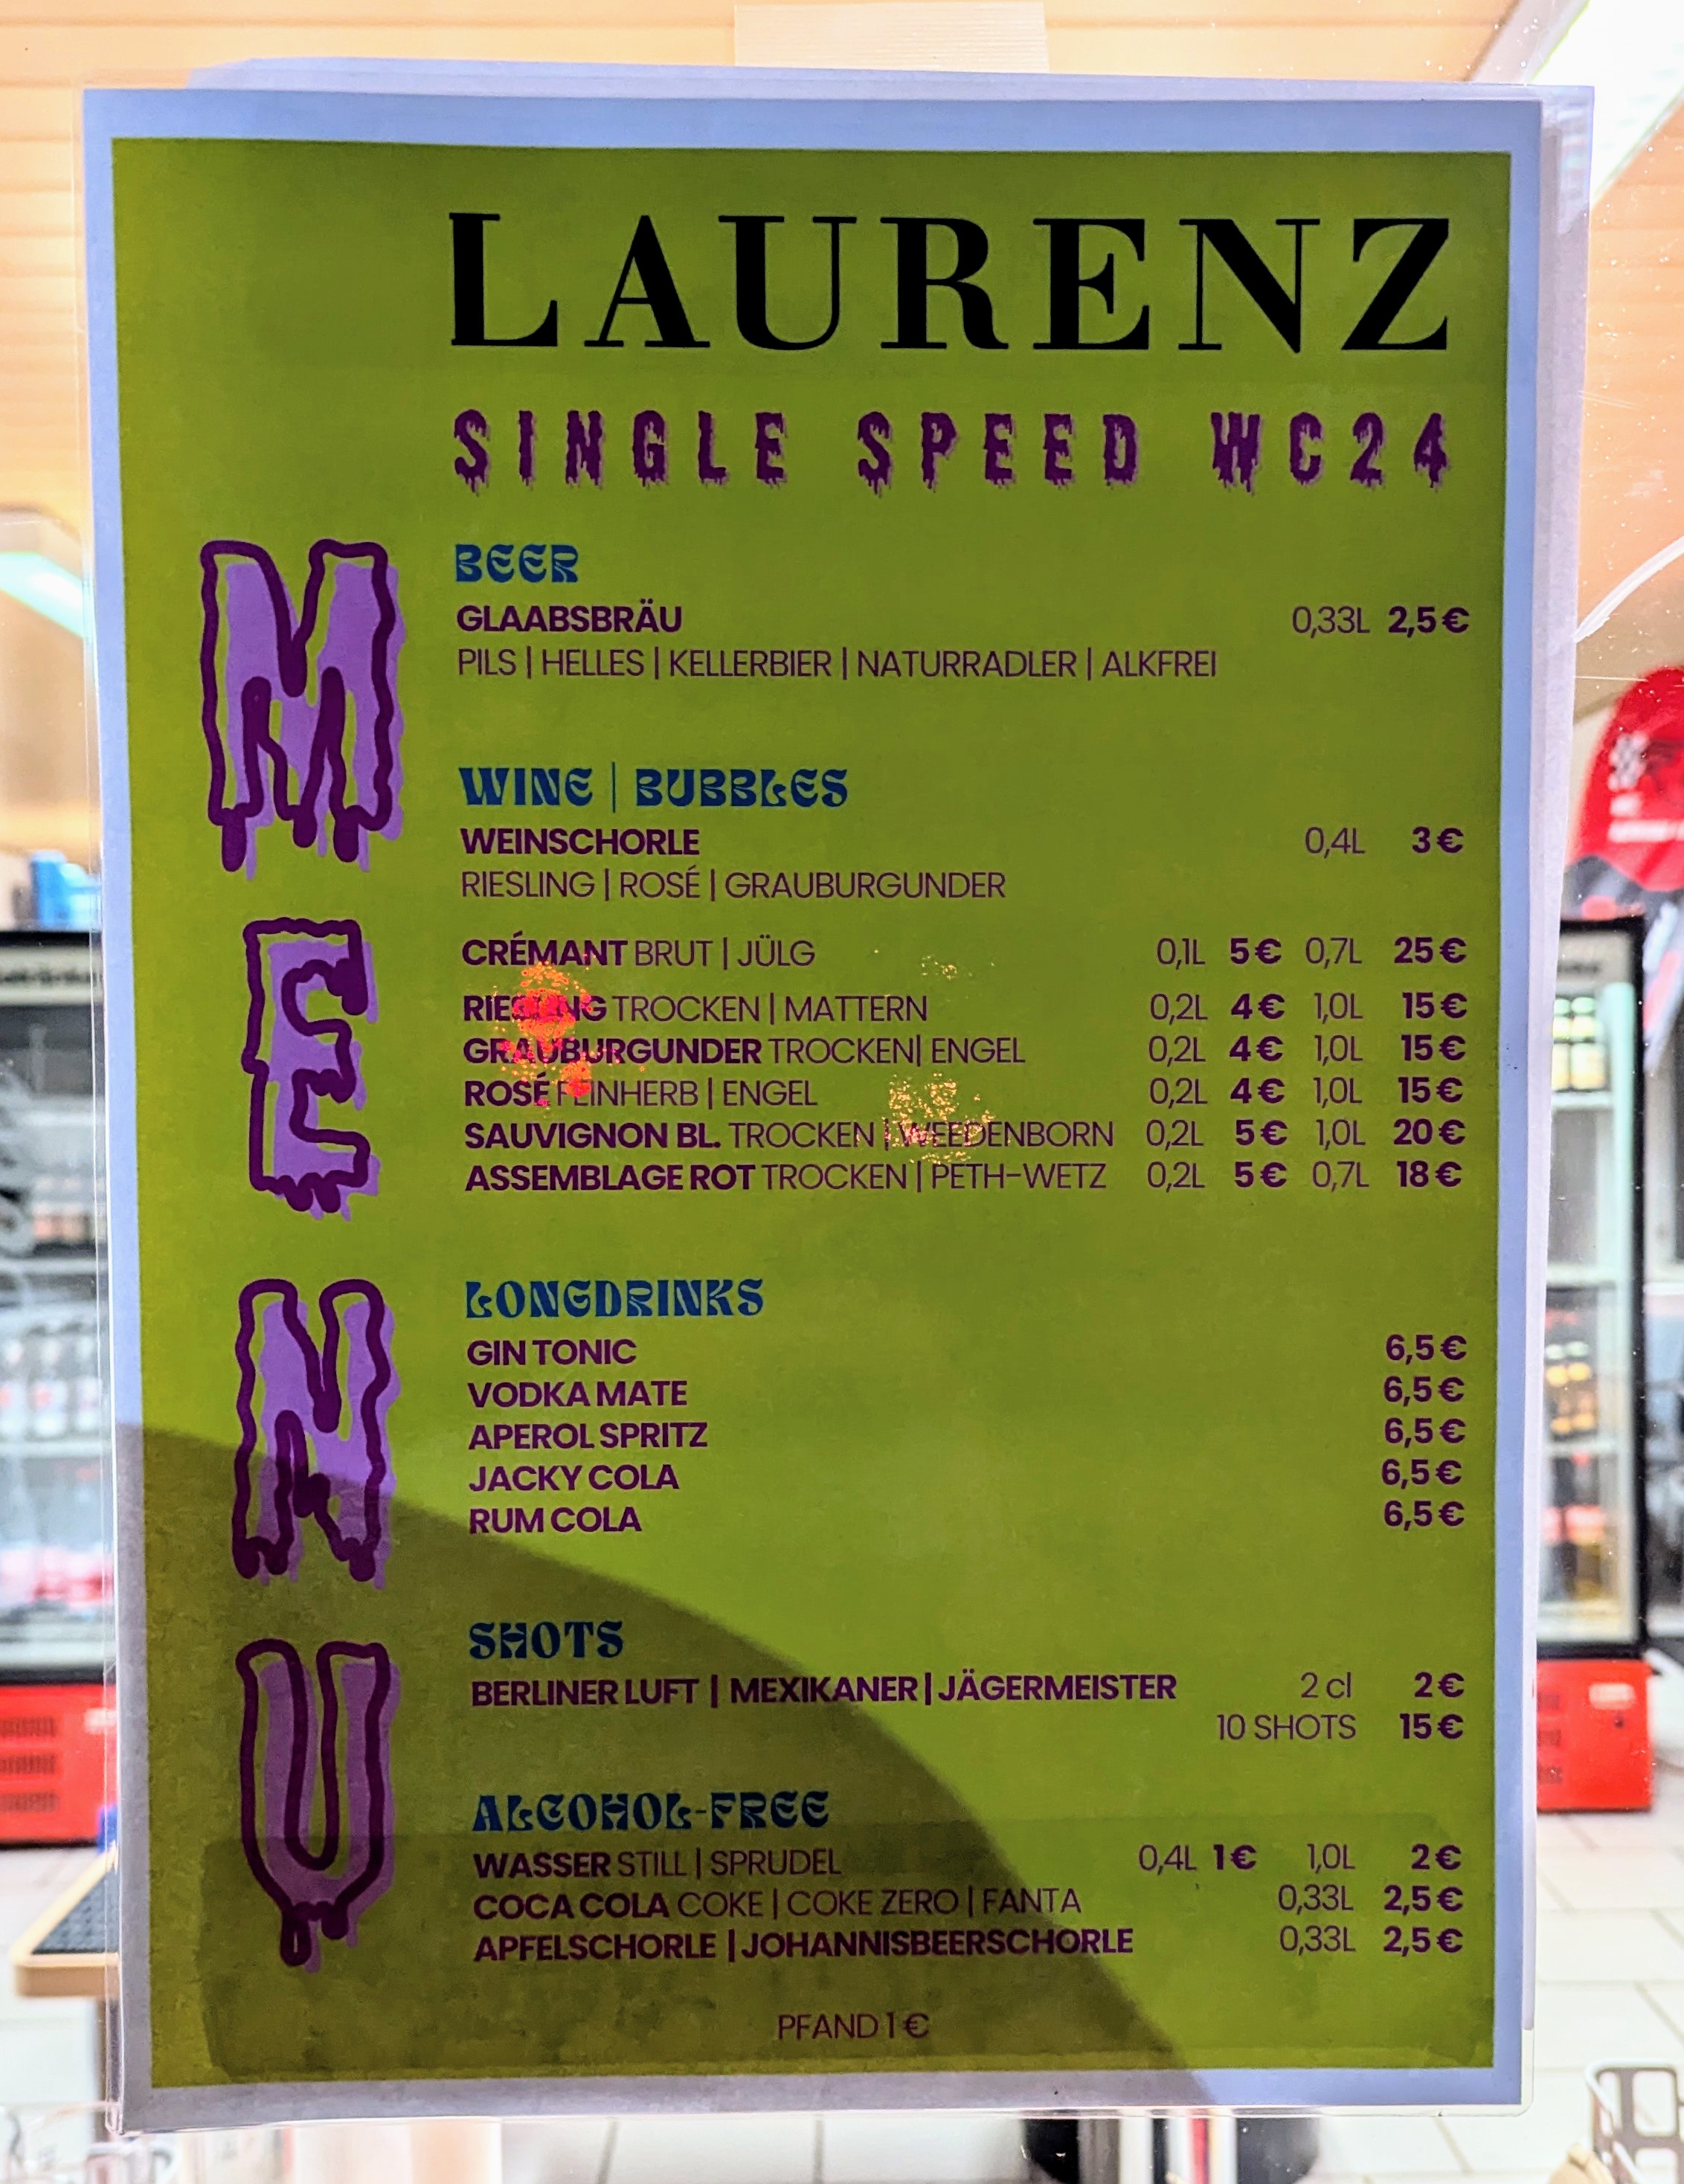 LAURENZ
SINGLE SPEED WC24
MENU
BEER
GLAABSBRÄU 0,33L 2,5€
PILS | HELLES | KELLERBIER | NATURRADLER | ALKFREI
WINE | BUBBLES
WEINSCHORLE 0,4L 3€
RIESLING | ROSÉ | GRAUBURGUNDER
CRÉMANT BRUT | JÜLG 0,1L 5€ 0,7L 25€
RIESLING TROCKEN | MATTERN 0,2L 4€ 1,0L 15€
GRAUBURGUNDER TROCKEN| ENGEL 0,2L 4€ 1,0L 15€
ROSÉ FEINHERB | ENGEL 0,2L 4€ 1,0L 15€
SAUVIGNON BL. TROCKEN | WEEDENBORN 0,2L 5€ 1,0L 20€
ASSEMBLAGE ROT TROCKEN | PETH-WETZ 0,2L 5€ 0,7L 18€
LONGDRINKS
GIN TONIC 6,5€
VODKA MATE 6,5€
APEROL SPRITZ 6,5€
JACKY COLA 6,5€
RUM COLA 6,5€
SHOTS
BERLINER LUFT | MEXIKANER | JÄGERMEISTER 2 cl 2€
10 SHOTS 15€
ALCOHOL-FREE
WASSER STILL | SPRUDEL 0,4L 1€ 1,0L 2€
COCA COLA COKE | COKE ZERO | FANTA 0,33L 2,5€
APFELSCHORLE | JOHANNISBEERSCHORLE 0,33L 2,5€
PFAND 1€